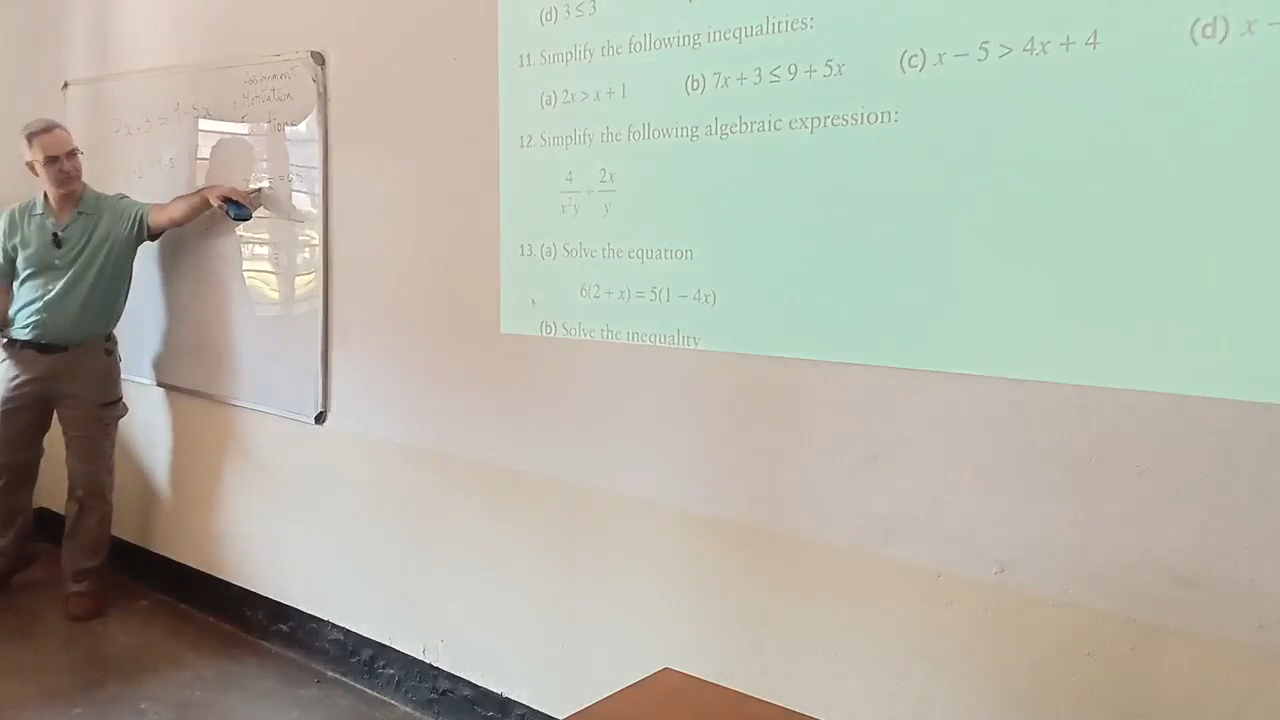 Assignment
Motivation
(d) 3 ≤ 3
11. Simplify the following inequalities:
(a) 2x > x + 1 (b) 7x + 3 ≤ 9 + 5x (c) x − 5 > 4x + 4 (d) x −
12. Simplify the following algebraic expression:
4/x²y ÷ 2x/y
13. (a) Solve the equation
6(2 + x) = 5(1 − 4x)
(b) Solve the inequality